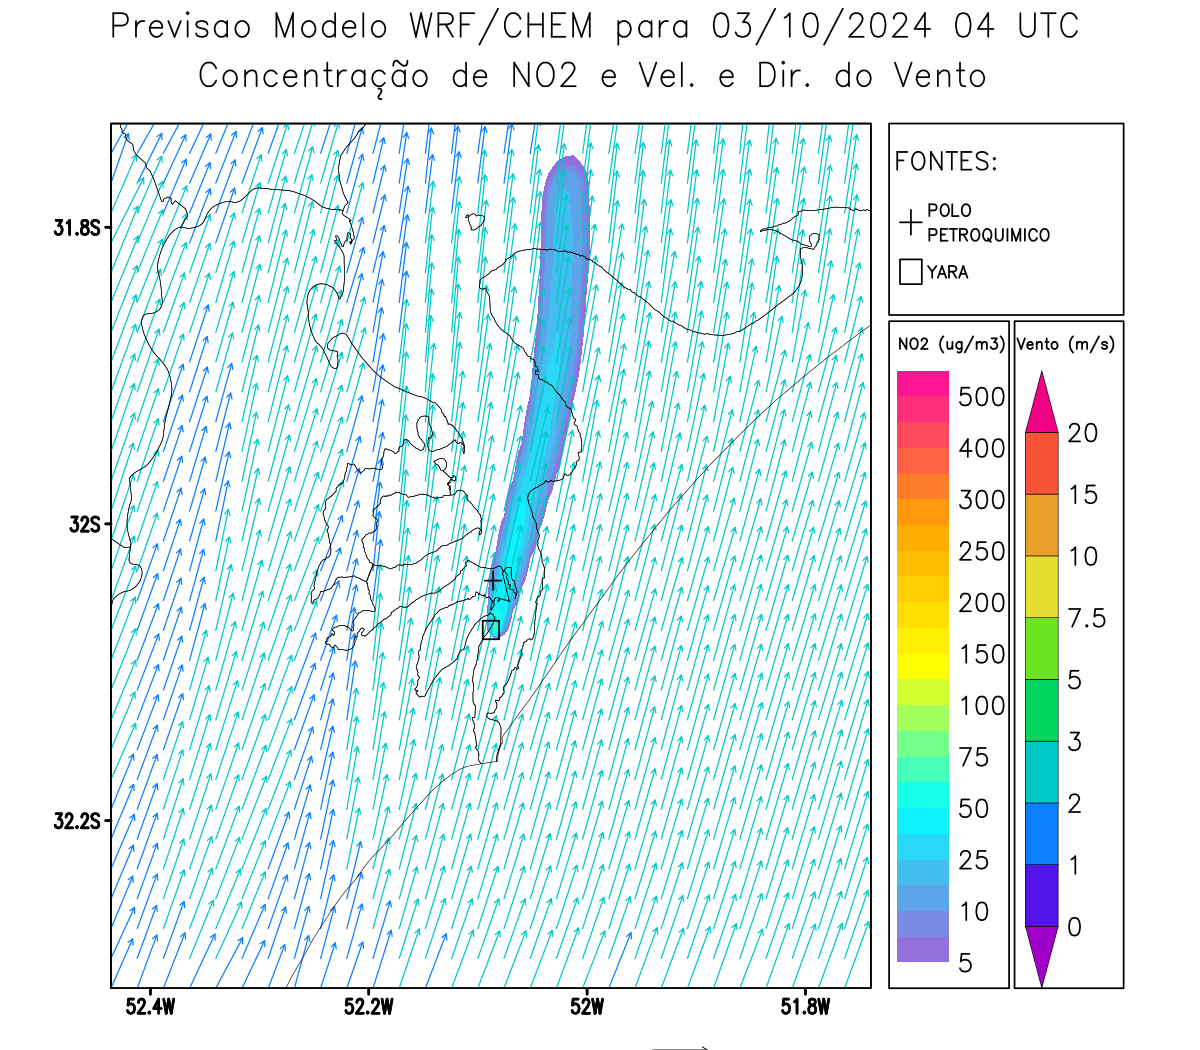 Previsao Modelo WRF/CHEM para 03/10/2024 04 UTC
Concentração de NO2 e Vel. e Dir. do Vento
FONTES:
POLO
PETROQUIMICO
YARA
NO2 (ug/m3)
500
400
300
250
200
150
100
75
50
25
10
5
Vento (m/s)
20
15
10
7.5
5
3
2
1
0
31.8S
32S
32.2S
52.4W
52.2W
52W
51.8W